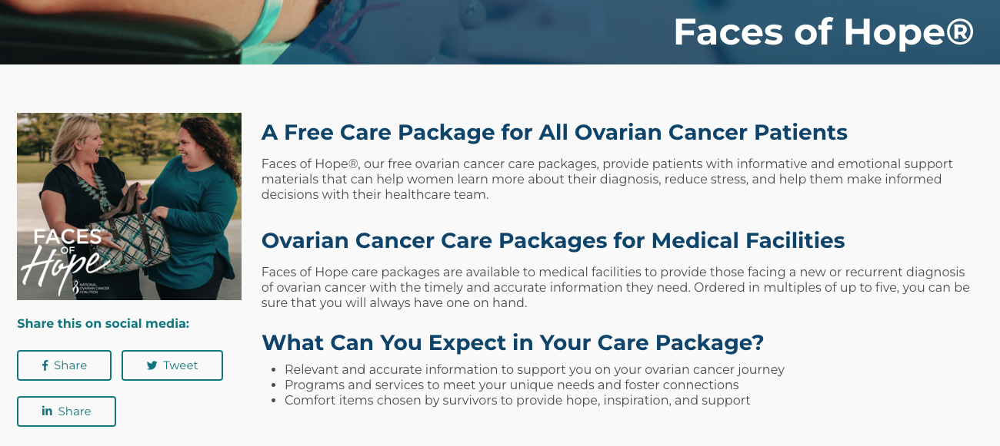 Faces of Hope®
FACES
OF
Hope
NATIONAL
OVARIAN CANCER
COALITION
Share this on social media:
Share
Tweet
in Share
A Free Care Package for All Ovarian Cancer Patients
Faces of Hope®, our free ovarian cancer care packages, provide patients with informative and emotional support
materials that can help women learn more about their diagnosis, reduce stress, and help them make informed
decisions with their healthcare team.
Ovarian Cancer Care Packages for Medical Facilities
Faces of Hope care packages are available to medical facilities to provide those facing a new or recurrent diagnosis
of ovarian cancer with the timely and accurate information they need. Ordered in multiples of up to five, you can be
sure that you will always have one on hand.
What Can You Expect in Your Care Package?
• Relevant and accurate information to support you on your ovarian cancer journey
• Programs and services to meet your unique needs and foster connections
• Comfort items chosen by survivors to provide hope, inspiration, and support